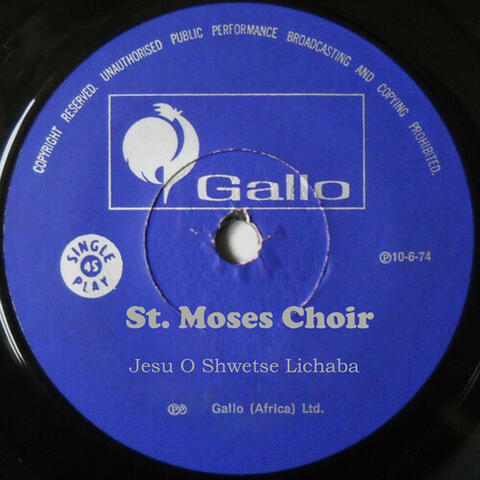 COPYRIGHT RESERVED. UNAUTHORISED PUBLIC PERFORMANCE BROADCASTING AND COPYING PROHIBITED.
Gallo
SINGLE
45
PLAY
Ⓟ10-6-74
St. Moses Choir
Jesu O Shwetse Lichaba
Gallo (Africa) Ltd.